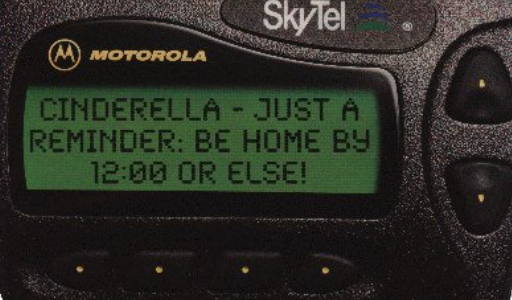 SkyTel ®
MOTOROLA
CINDERELLA - JUST A
REMINDER: BE HOME BY
12:00 OR ELSE!